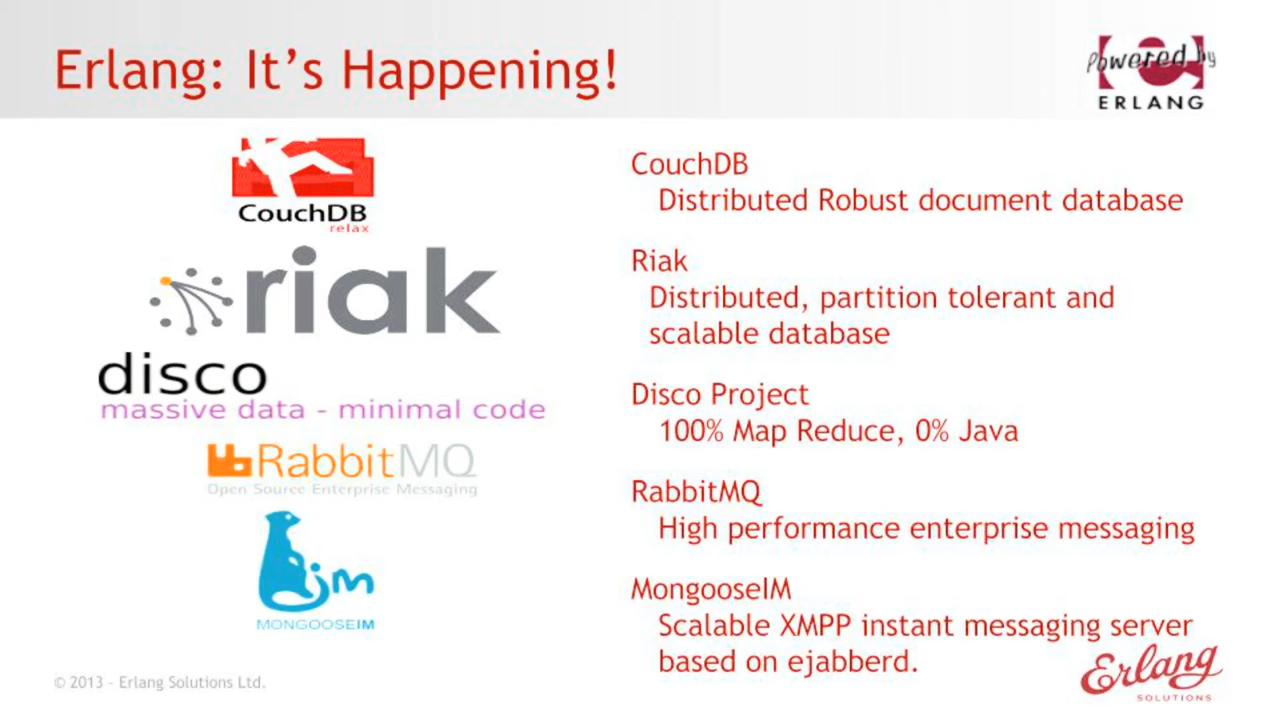 Erlang: It's Happening!
Powered by
ERLANG
CouchDB
relax
riak
disco
massive data - minimal code
RabbitMQ
Open Source Enterprise Messaging
jm
MONGOOSEIM
CouchDB
Distributed Robust document database
Riak
Distributed, partition tolerant and
scalable database
Disco Project
100% Map Reduce, 0% Java
RabbitMQ
High performance enterprise messaging
MongooseIM
Scalable XMPP instant messaging server
based on ejabberd.
© 2013 – Erlang Solutions Ltd.
Erlang
SOLUTIONS